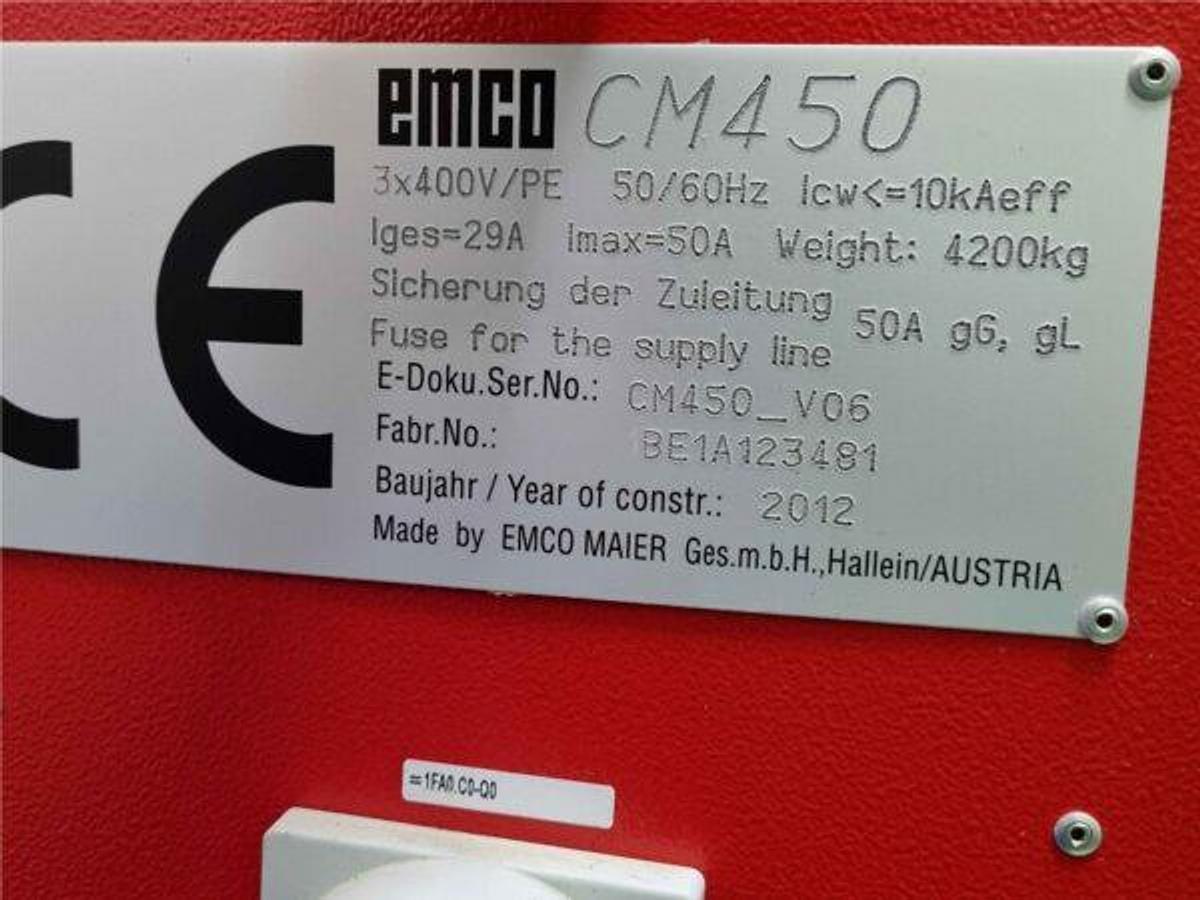 CE
emco CM450
3x400V/PE 50/60Hz Icw<=10kAeff
Iges=29A Imax=50A Weight: 4200kg
Sicherung der Zuleitung
Fuse for the supply line 50A gG, gL
E-Doku.Ser.No.: CM450_V06
Fabr.No.: BE1A123481
Baujahr / Year of constr.: 2012
Made by EMCO MAIER Ges.m.b.H.,Hallein/AUSTRIA
=1FA0.C0-Q0